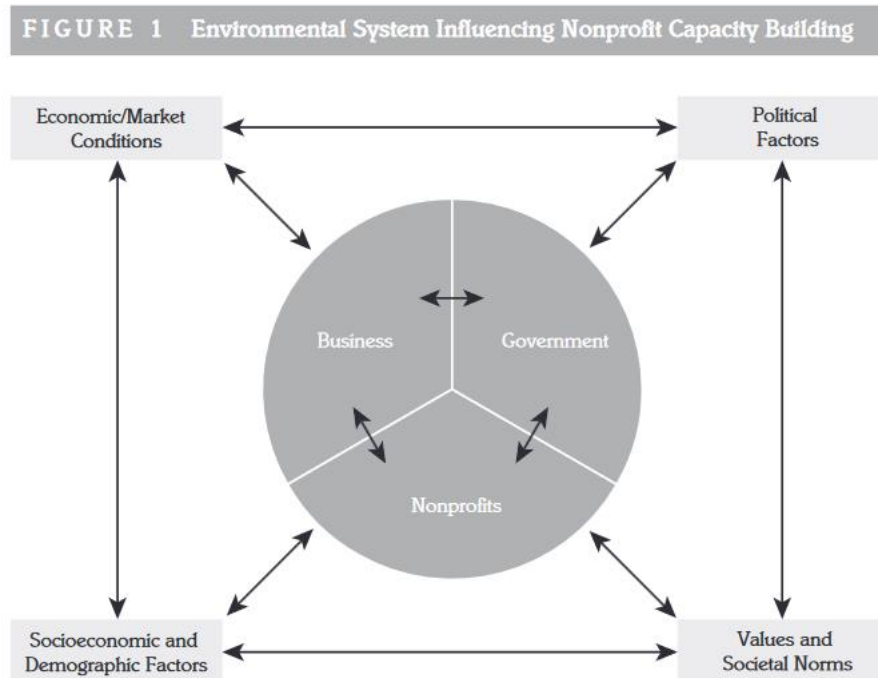 FIGURE 1 Environmental System Influencing Nonprofit Capacity Building
Economic/Market
Conditions
Political
Factors
Business
Government
Nonprofits
Socioeconomic and
Demographic Factors
Values and
Societal Norms